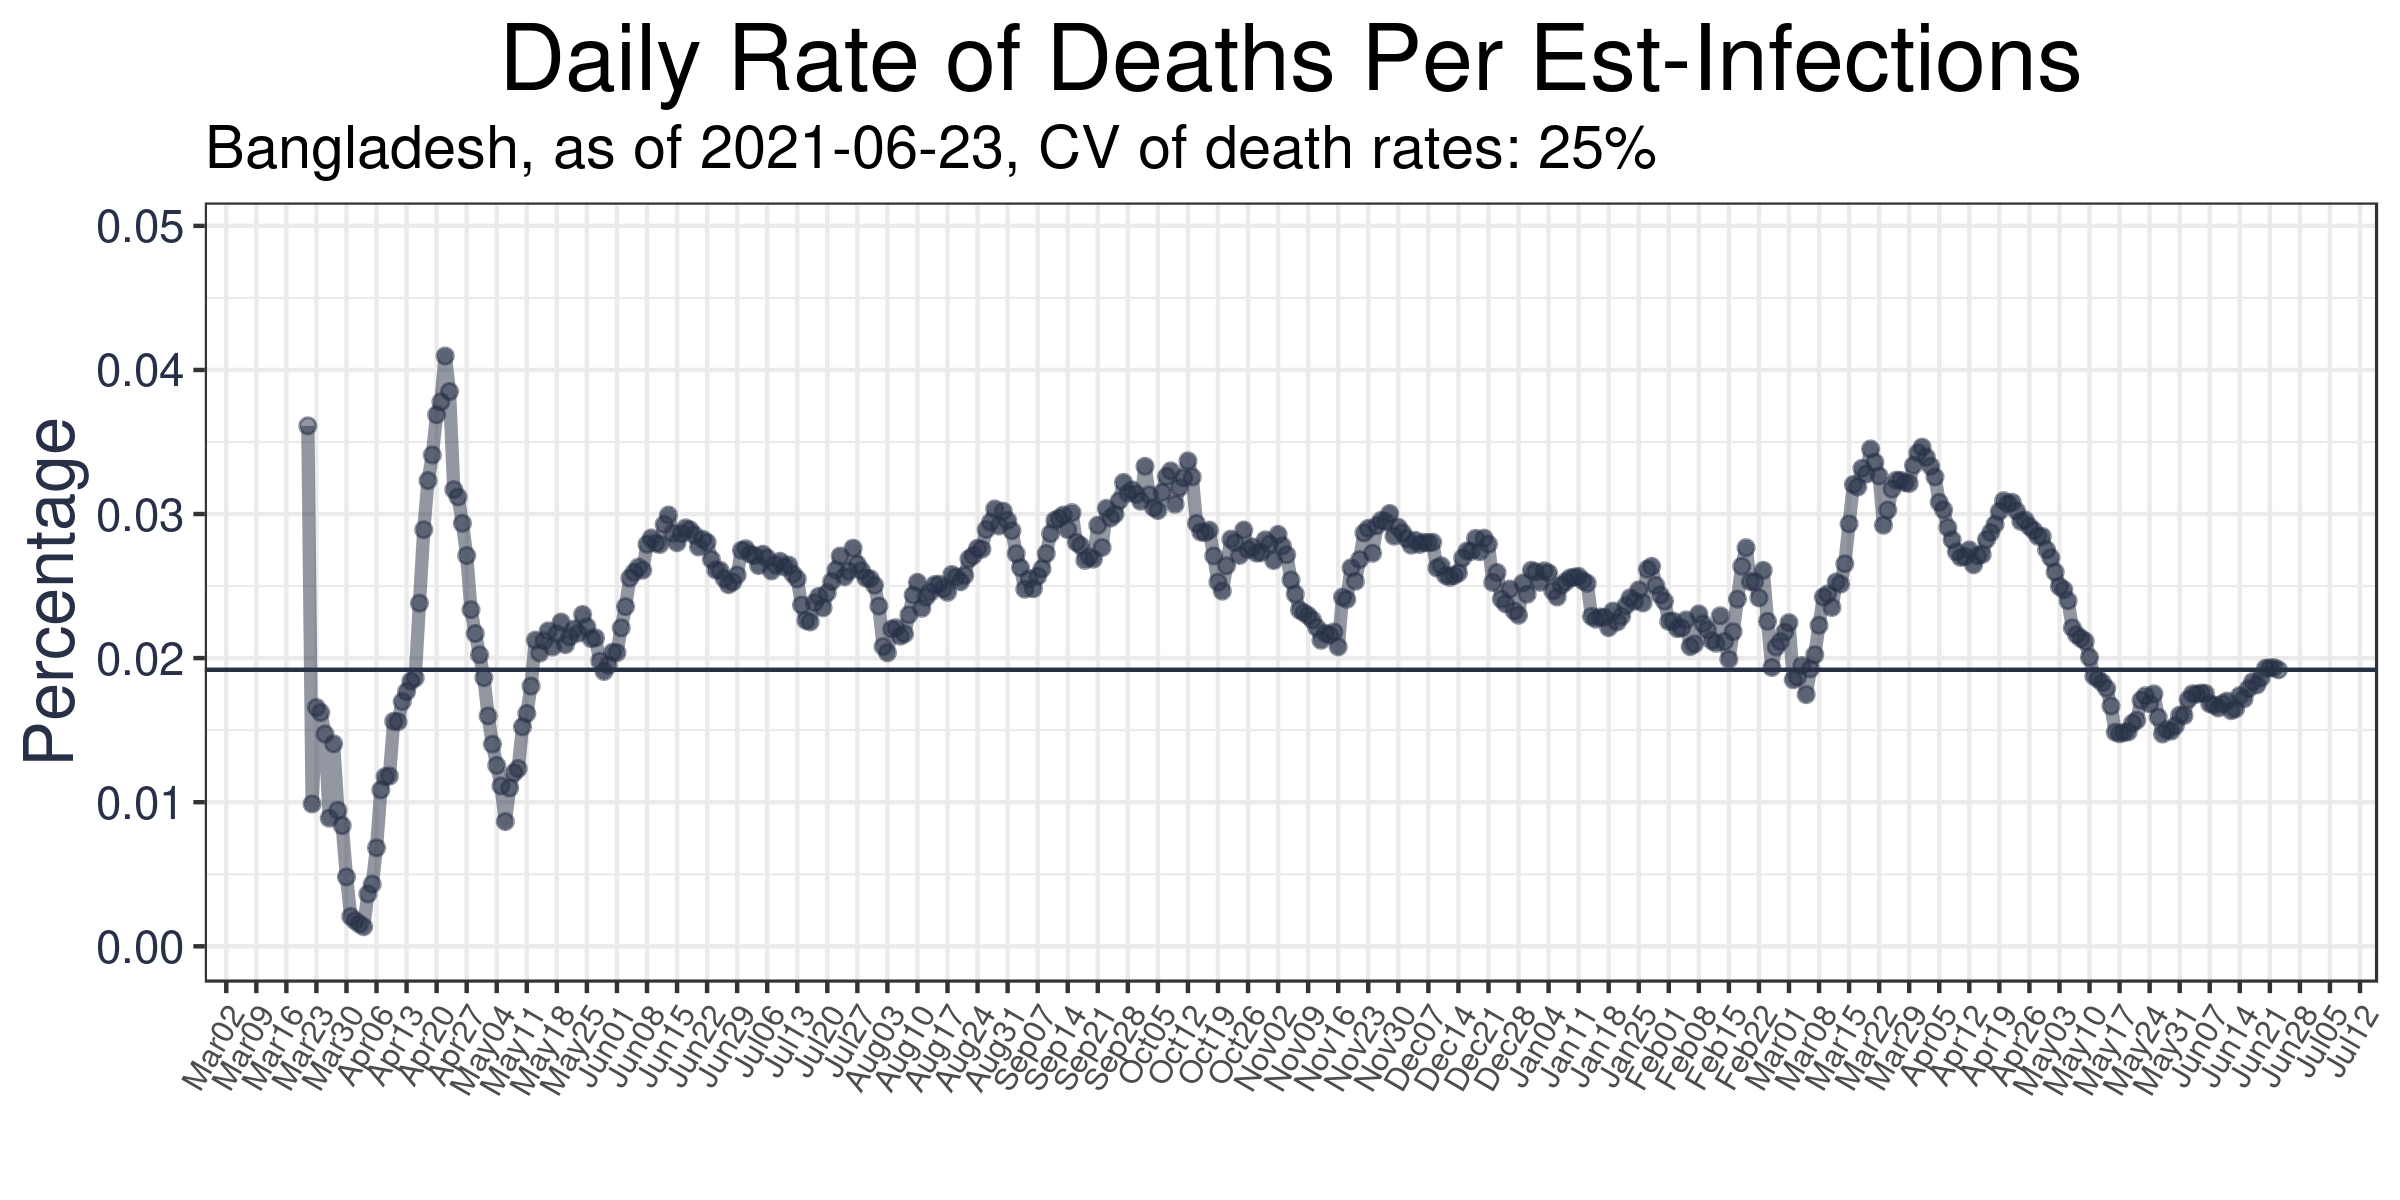 Daily Rate of Deaths Per Est-Infections
Bangladesh, as of 2021-06-23, CV of death rates: 25%
Percentage
0.05
0.04
0.03
0.02
0.01
0.00
Mar02
Mar09
Mar16
Mar23
Mar30
Apr06
Apr13
Apr20
Apr27
May04
May11
May18
May25
Jun01
Jun08
Jun15
Jun22
Jun29
Jul06
Jul13
Jul20
Jul27
Aug03
Aug10
Aug17
Aug24
Aug31
Sep07
Sep14
Sep21
Sep28
Oct05
Oct12
Oct19
Oct26
Nov02
Nov09
Nov16
Nov23
Nov30
Dec07
Dec14
Dec21
Dec28
Jan04
Jan11
Jan18
Jan25
Feb01
Feb08
Feb15
Feb22
Mar01
Mar08
Mar15
Mar22
Mar29
Apr05
Apr12
Apr19
Apr26
May03
May10
May17
May24
May31
Jun07
Jun14
Jun21
Jun28
Jul05
Jul12